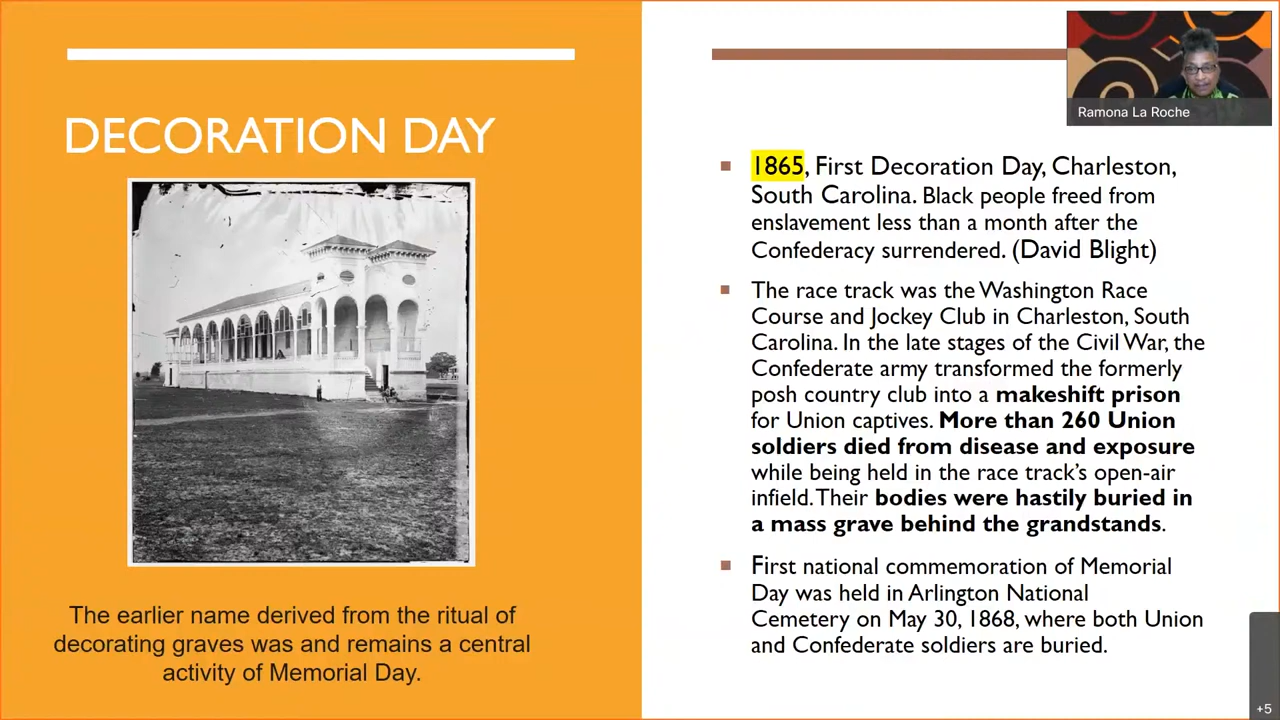 DECORATION DAY
The earlier name derived from the ritual of
decorating graves was and remains a central
activity of Memorial Day.
Ramona La Roche
1865, First Decoration Day, Charleston,
South Carolina. Black people freed from
enslavement less than a month after the
Confederacy surrendered. (David Blight)
The race track was the Washington Race
Course and Jockey Club in Charleston, South
Carolina. In the late stages of the Civil War, the
Confederate army transformed the formerly
posh country club into a makeshift prison
for Union captives. More than 260 Union
soldiers died from disease and exposure
while being held in the race track's open-air
infield. Their bodies were hastily buried in
a mass grave behind the grandstands.
First national commemoration of Memorial
Day was held in Arlington National
Cemetery on May 30, 1868, where both Union
and Confederate soldiers are buried.
+5